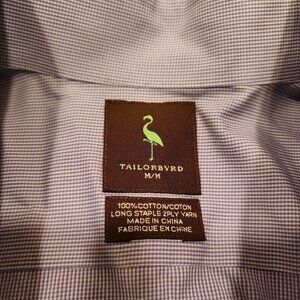 TAILORBYRD
M/M
100%COTTON/COTON
LONG STAPLE 2PLY YARN
MADE IN CHINA
FABRIQUE EN CHINE